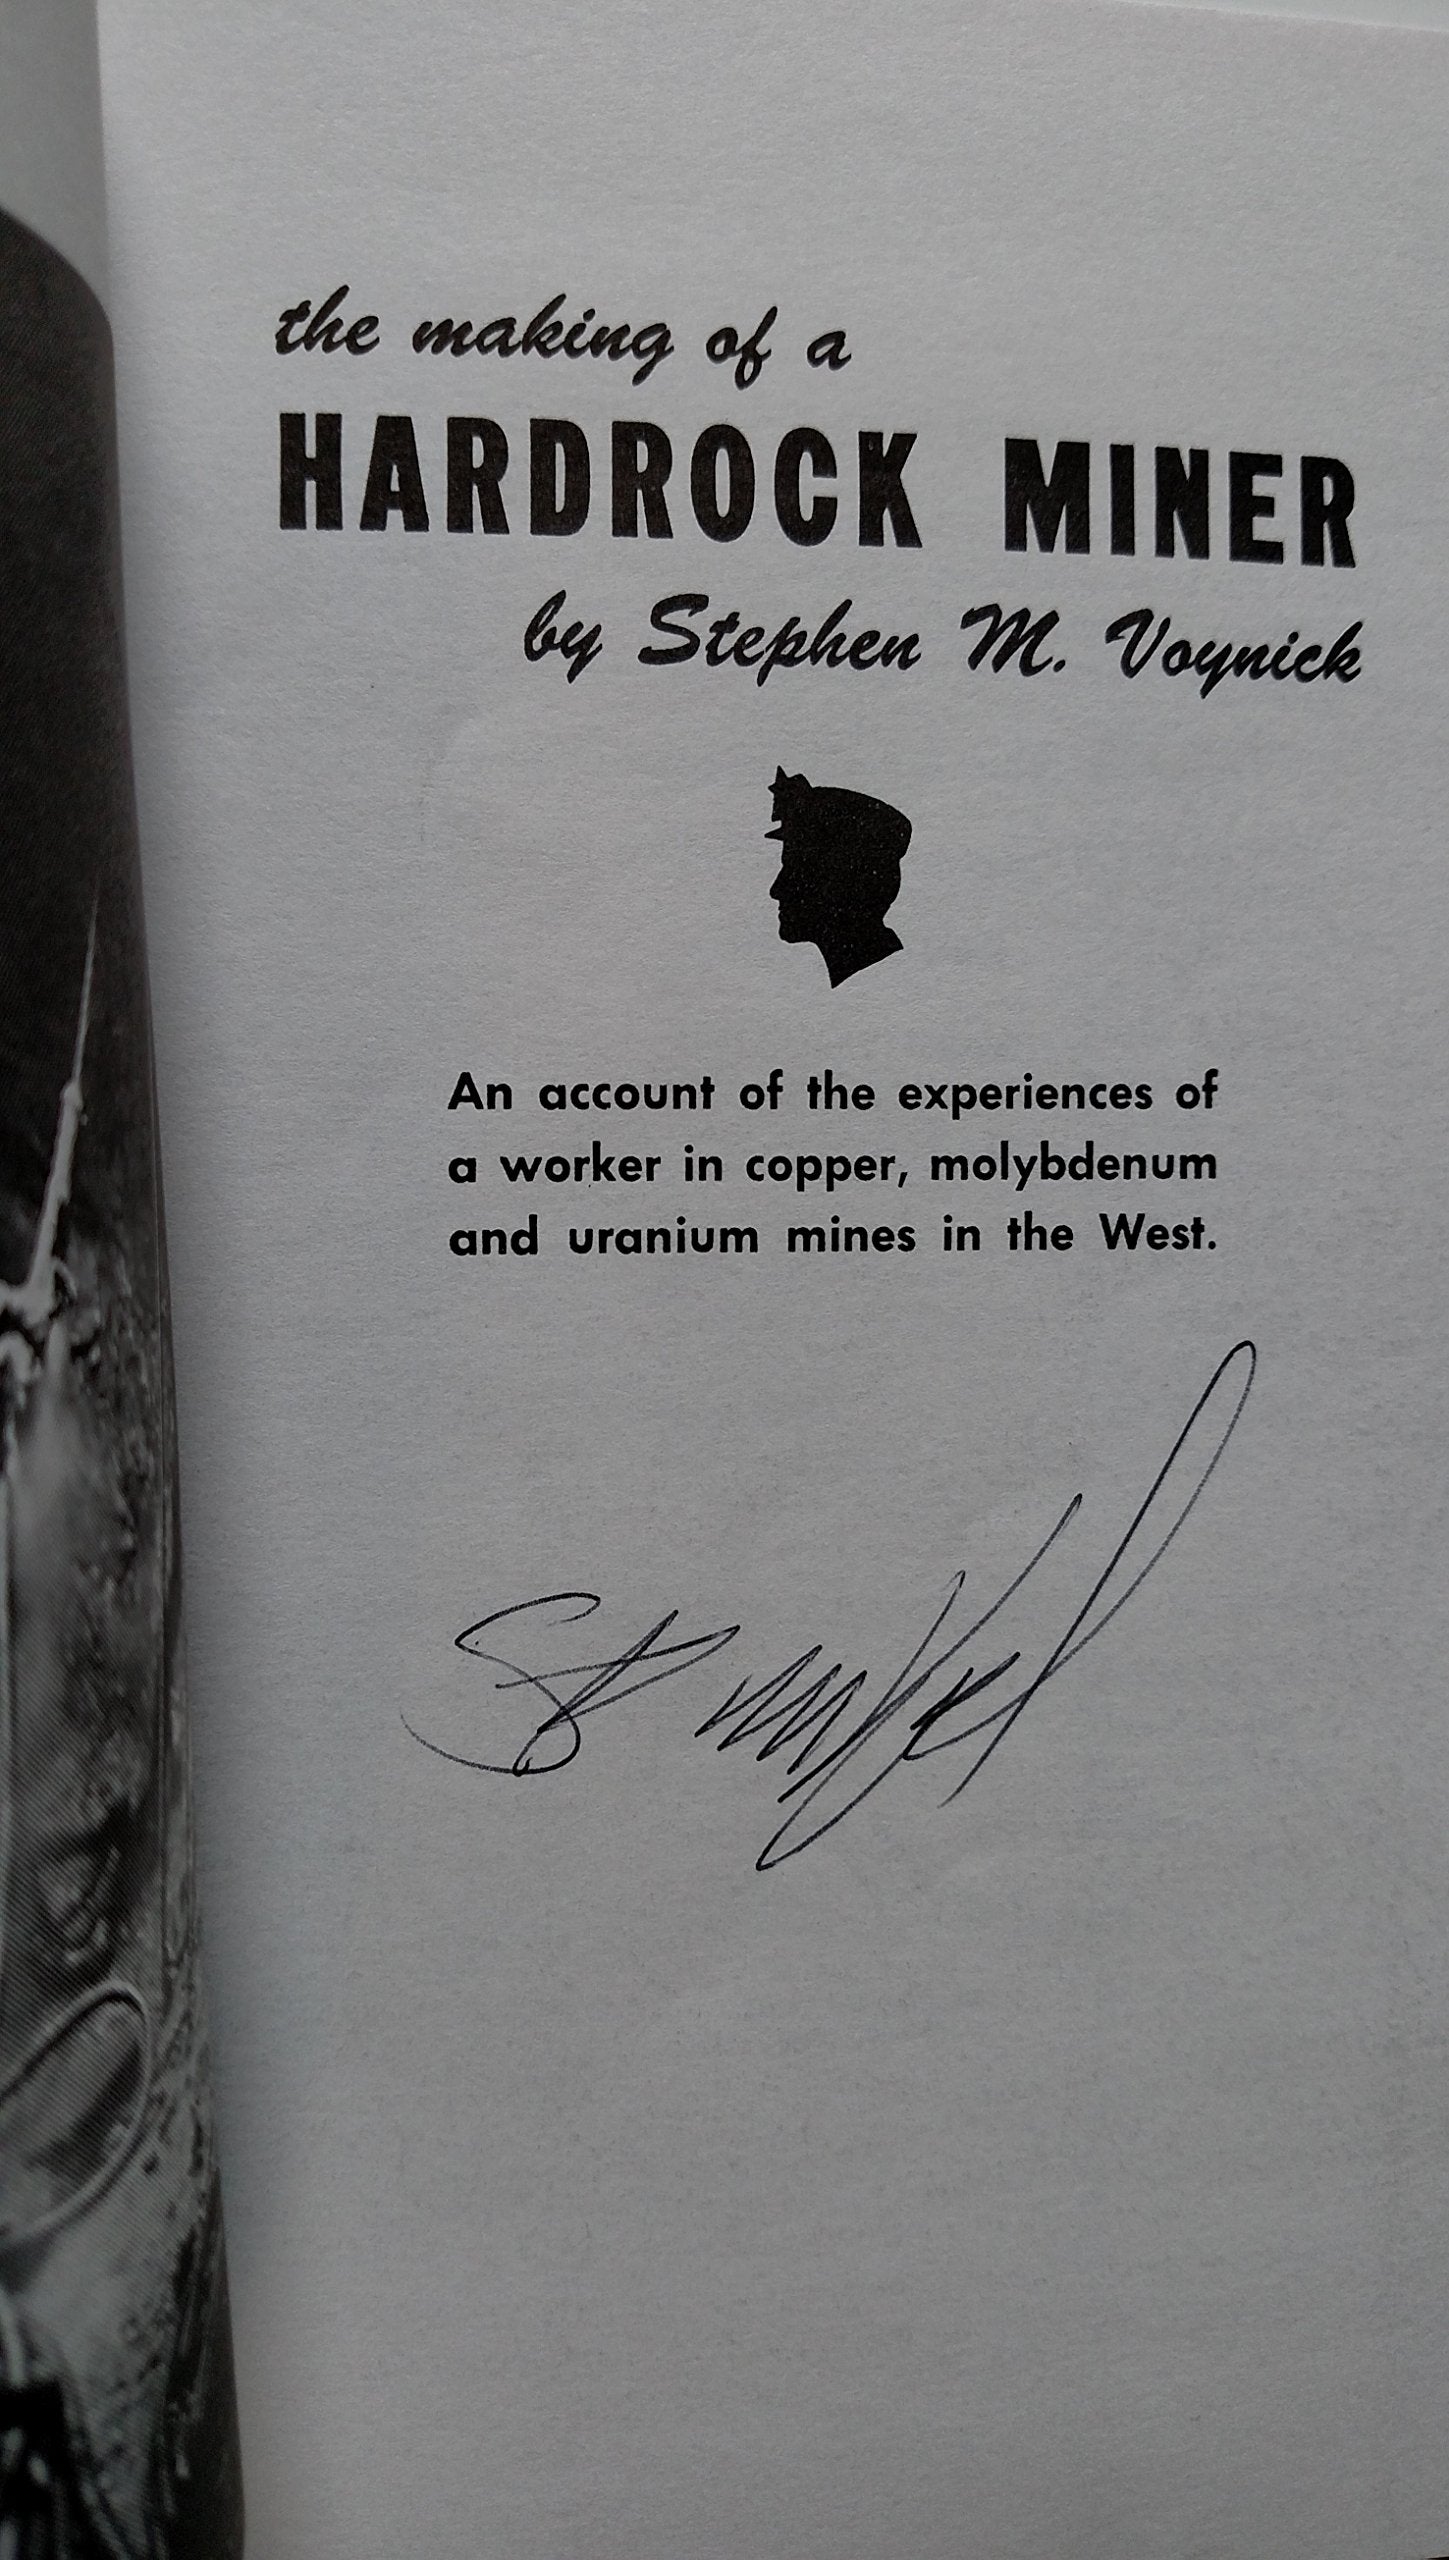 the making of a
HARDROCK MINER
by Stephen M. Voynick
An account of the experiences of
a worker in copper, molybdenum
and uranium mines in the West.